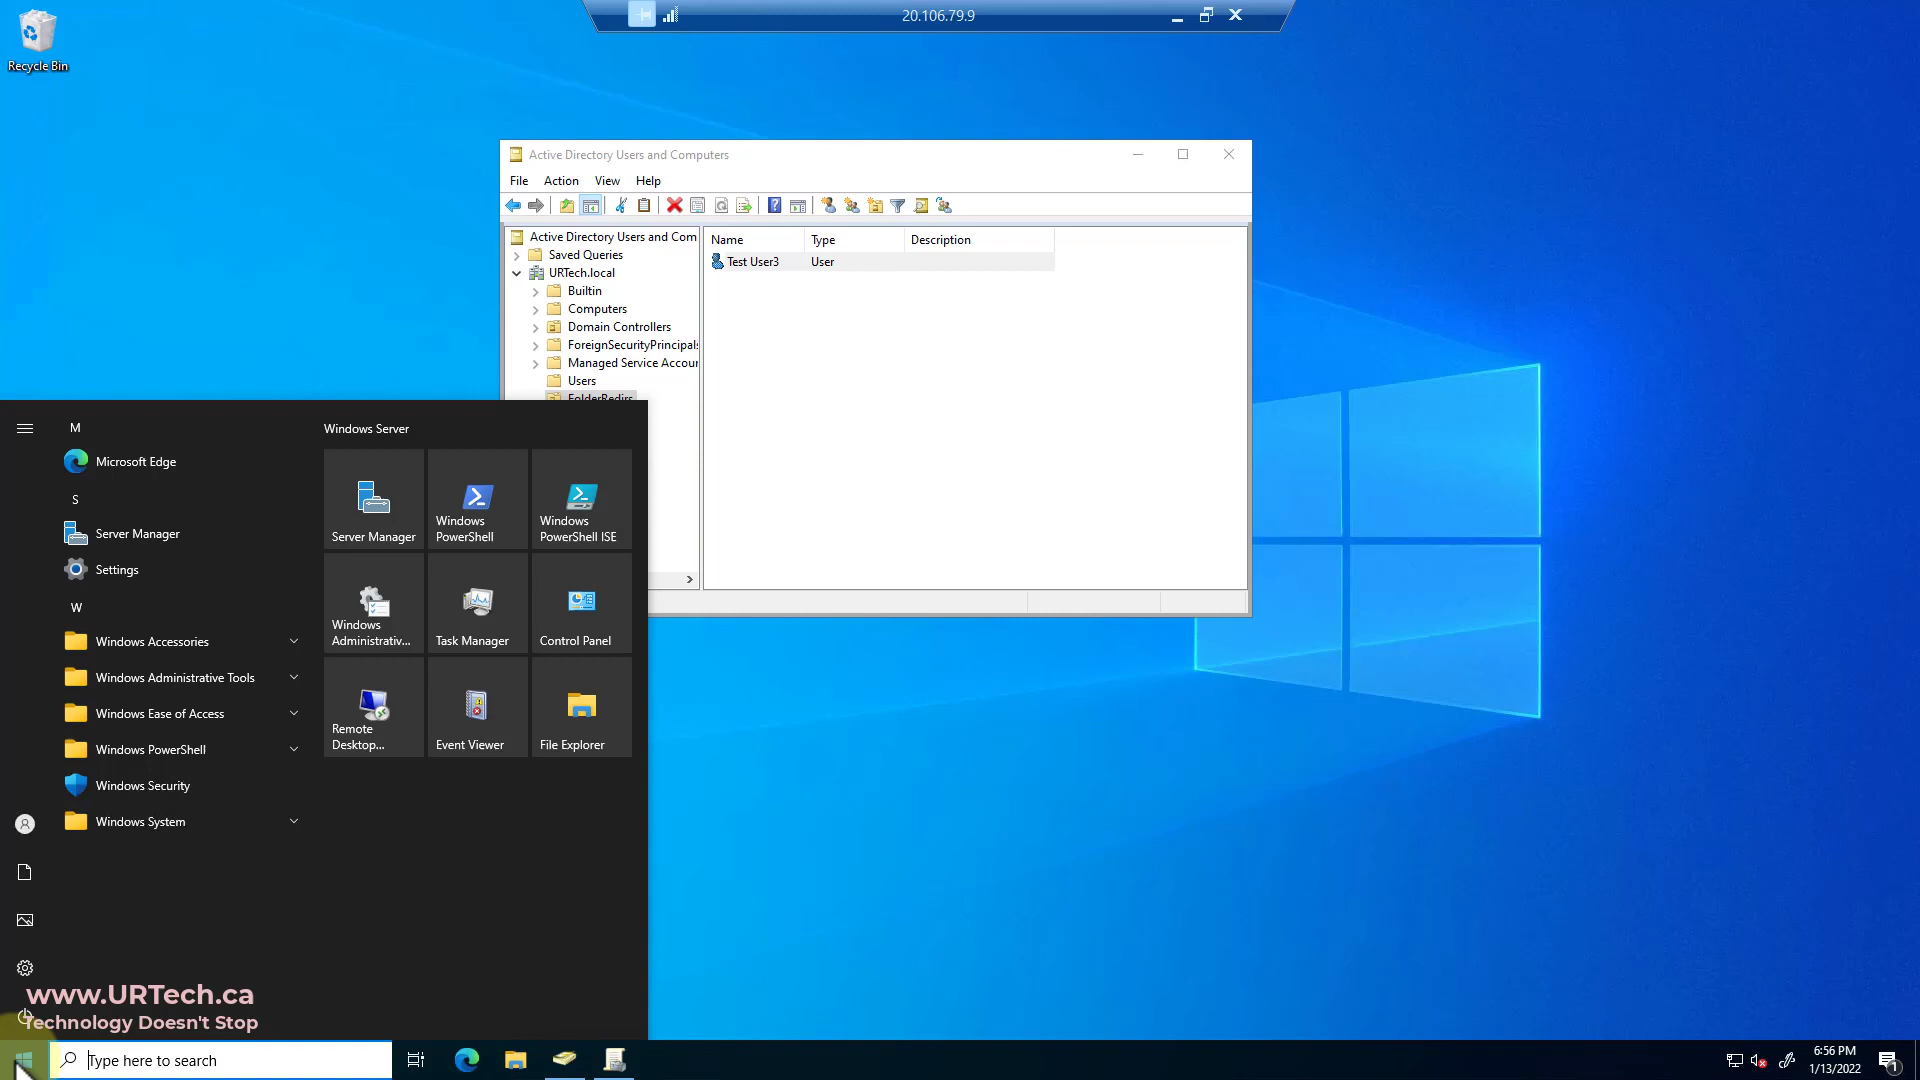 20.106.79.9
Recycle Bin
Active Directory Users and Computers
File Action View Help
Active Directory Users and Com
Saved Queries
URTech.local
Builtin
Computers
Domain Controllers
ForeignSecurityPrincipals
Managed Service Accour
Users
FolderRedirs
Name Type Description
Test User3 User
M
Microsoft Edge
S
Server Manager
Settings
W
Windows Accessories
Windows Administrative Tools
Windows Ease of Access
Windows PowerShell
Windows Security
Windows System
Windows Server
Server Manager
Windows
PowerShell
Windows
PowerShell ISE
Windows
Administrativ...
Task Manager
Control Panel
Remote
Desktop...
Event Viewer
File Explorer
www.URTech.ca
Technology Doesn't Stop
Type here to search
6:56 PM
1/13/2022
1